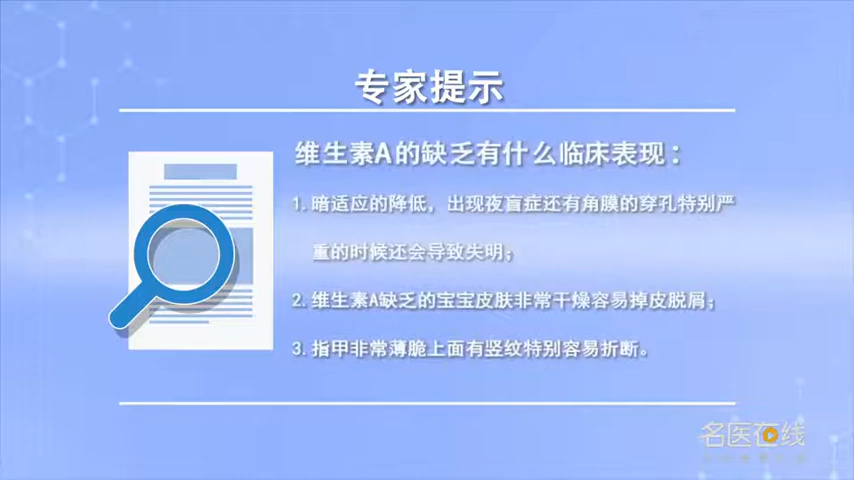 专家提示
维生素A的缺乏有什么临床表现：
1. 暗适应的降低，出现夜盲症还有角膜的穿孔特别严
重的时候还会导致失明；
2. 维生素A缺乏的宝宝皮肤非常干燥容易掉皮脱屑；
3. 指甲非常薄脆上面有竖纹特别容易折断。
名医在线